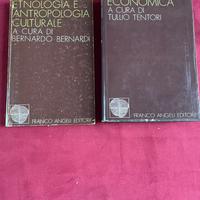 ETNOLOGIA E
ANTROPOLOGIA
CULTURALE
A CURA DI
BERNARDO BERNARDI
FRANCO ANGELI EDITORE
ECONOMICA
A CURA DI
TULLIO TENTORI
FRANCO ANGELI EDITORE